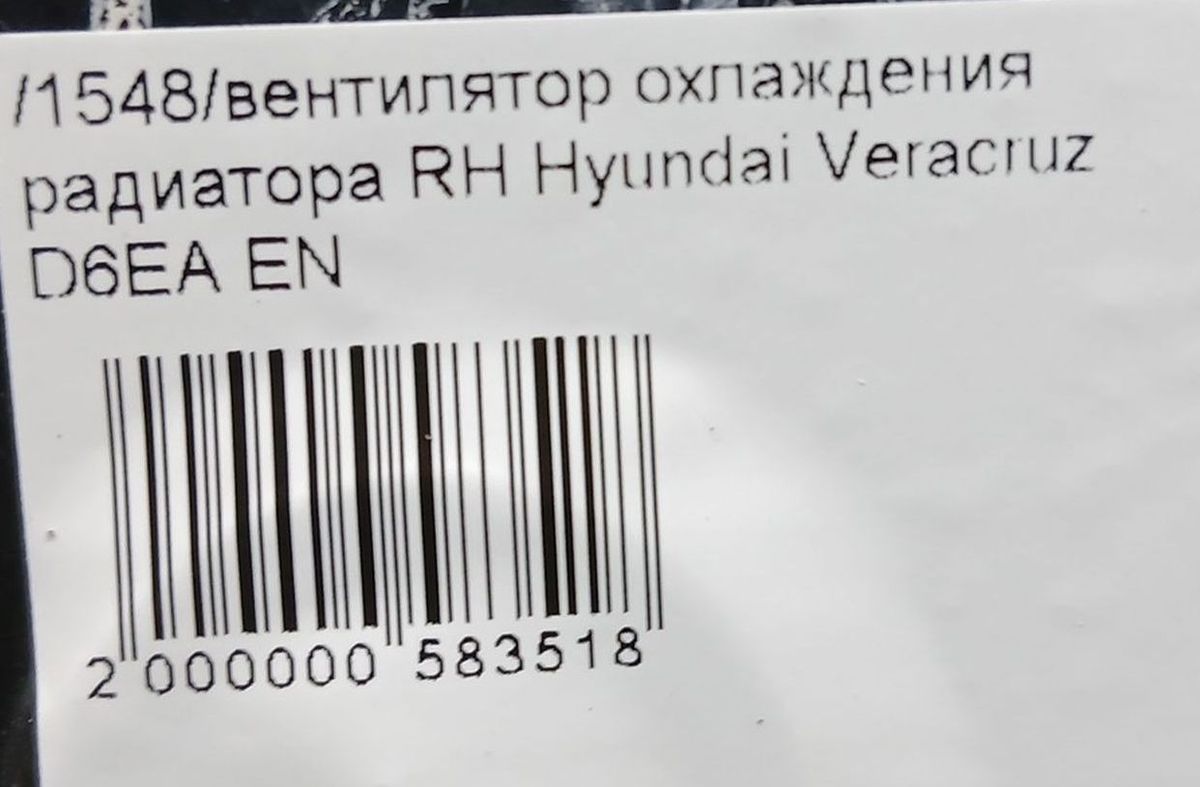 /1548/вентилятор охлаждения
радиатора RH Hyundai Veracruz
D6EA EN
2 000000 583518